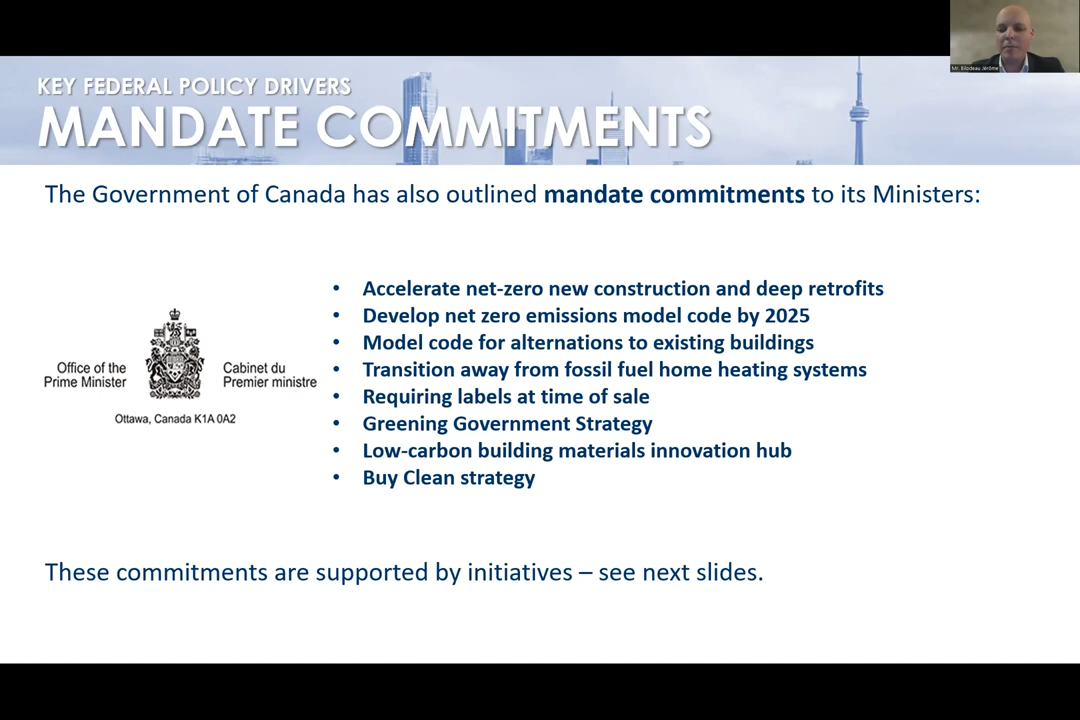 Mr. Bilodeau Jérôme
KEY FEDERAL POLICY DRIVERS
MANDATE COMMITMENTS
The Government of Canada has also outlined mandate commitments to its Ministers:
• Accelerate net-zero new construction and deep retrofits
• Develop net zero emissions model code by 2025
• Model code for alternations to existing buildings
• Transition away from fossil fuel home heating systems
• Requiring labels at time of sale
• Greening Government Strategy
• Low-carbon building materials innovation hub
• Buy Clean strategy
Office of the
Prime Minister
Cabinet du
Premier ministre
Ottawa, Canada K1A 0A2
These commitments are supported by initiatives – see next slides.